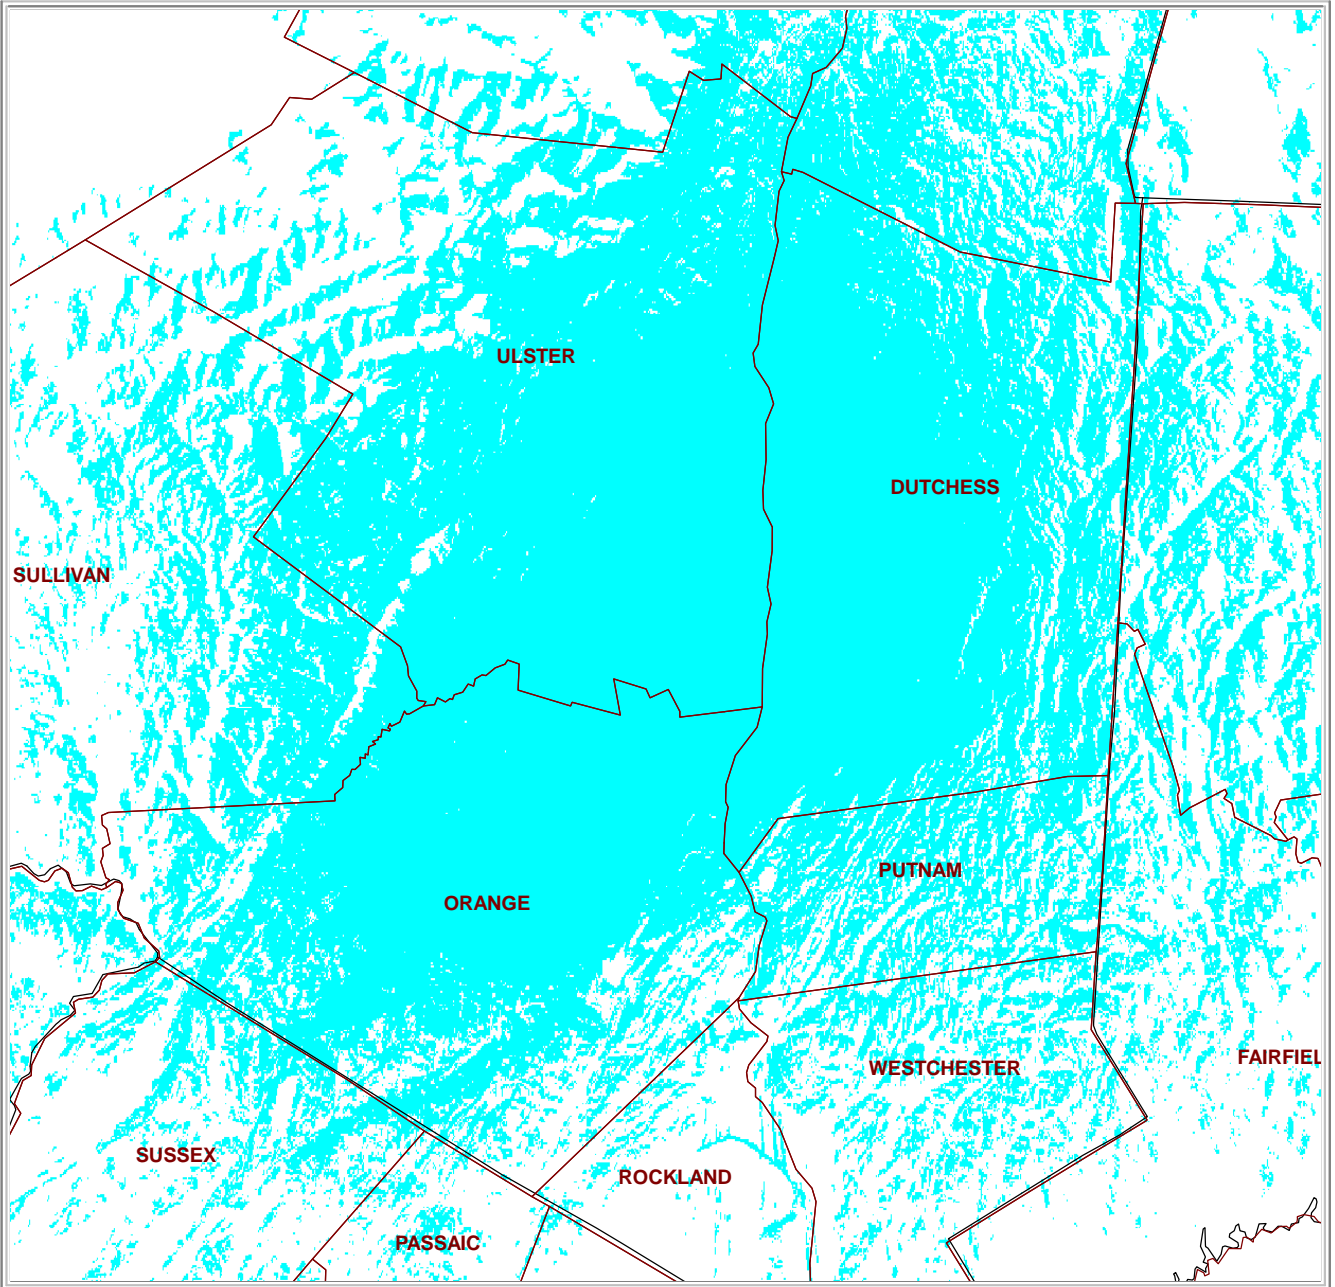 ULSTER
DUTCHESS
SULLIVAN
PUTNAM
ORANGE
FAIRFIEL
WESTCHESTER
SUSSEX
ROCKLAND
PASSAIC